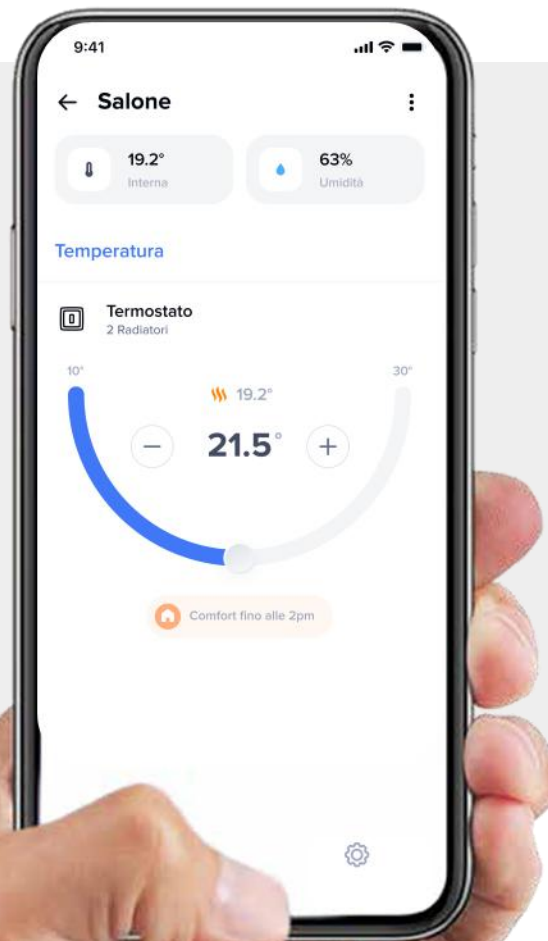 9:41
Salone
19.2°
Interna
63%
Umidità
Temperatura
Termostato
2 Radiatori
10°
30°
19.2°
21.5°
Comfort fino alle 2pm